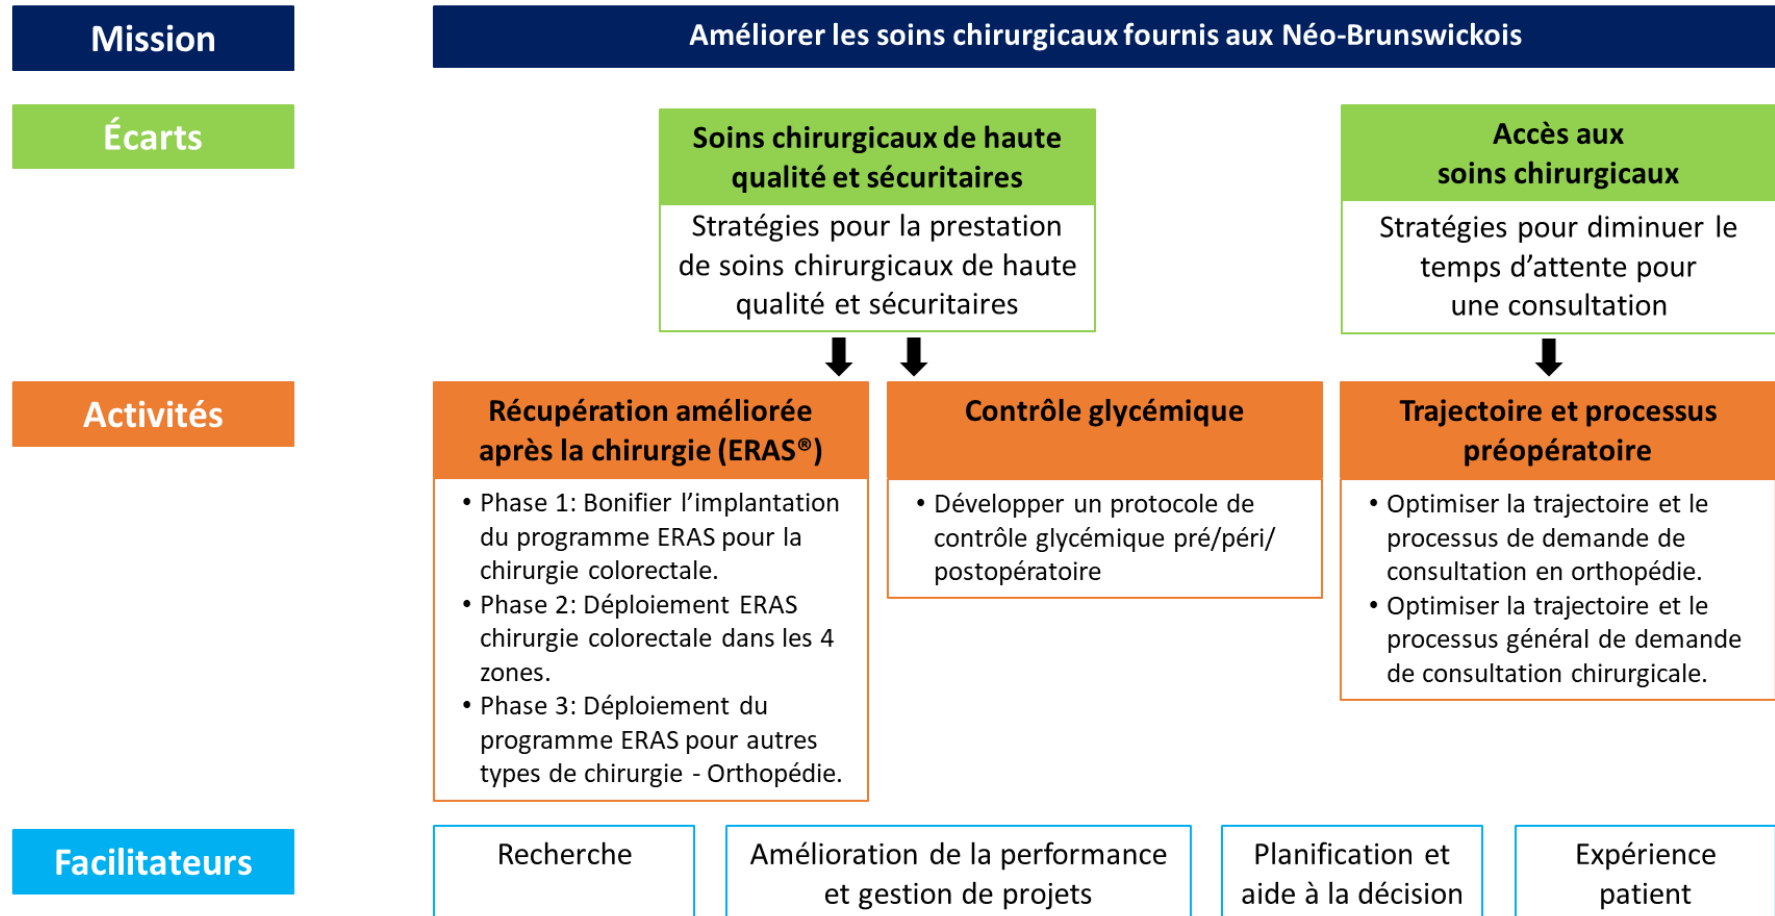 Mission
Améliorer les soins chirurgicaux fournis aux Néo-Brunswickois
Écarts
Soins chirurgicaux de haute
qualité et sécuritaires
Stratégies pour la prestation
de soins chirurgicaux de haute
qualité et sécuritaires
Accès aux
soins chirurgicaux
Stratégies pour diminuer le
temps d’attente pour
une consultation
Activités
Récupération améliorée
après la chirurgie (ERAS®)
• Phase 1: Bonifier l’implantation
du programme ERAS pour la
chirurgie colorectale.
• Phase 2: Déploiement ERAS
chirurgie colorectale dans les 4
zones.
• Phase 3: Déploiement du
programme ERAS pour autres
types de chirurgie - Orthopédie.
Contrôle glycémique
• Développer un protocole de
contrôle glycémique pré/péri/
postopératoire
Trajectoire et processus
préopératoire
• Optimiser la trajectoire et le
processus de demande de
consultation en orthopédie.
• Optimiser la trajectoire et le
processus général de demande
de consultation chirurgicale.
Facilitateurs
Recherche
Amélioration de la performance
et gestion de projets
Planification et
aide à la décision
Expérience
patient